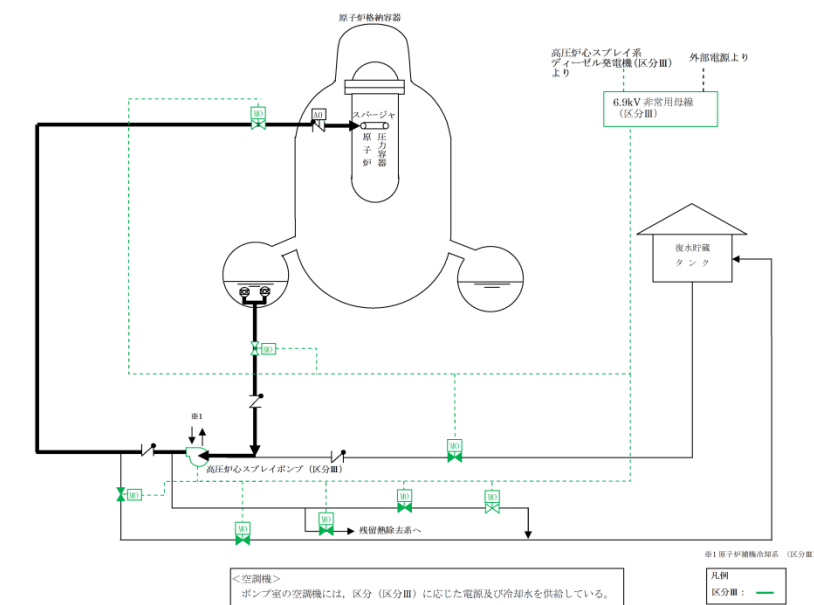 原子炉格納容器
高圧炉心スプレイ系
ディーゼル発電機(区分Ⅲ)
より
外部電源より
6.9kV 非常用母線
(区分Ⅲ)
MO
AO
スパージャ
原子炉
圧力容器
復水貯蔵
タンク
MO
※1
MO
高圧炉心スプレイポンプ (区分Ⅲ)
MO
MO
MO
MO
MO
残留熱除去系へ
※1 原子炉補機冷却系 (区分Ⅲ)
<空調機>
ポンプ室の空調機には,区分(区分Ⅲ)に応じた電源及び冷却水を供給している。
凡例
区分Ⅲ: